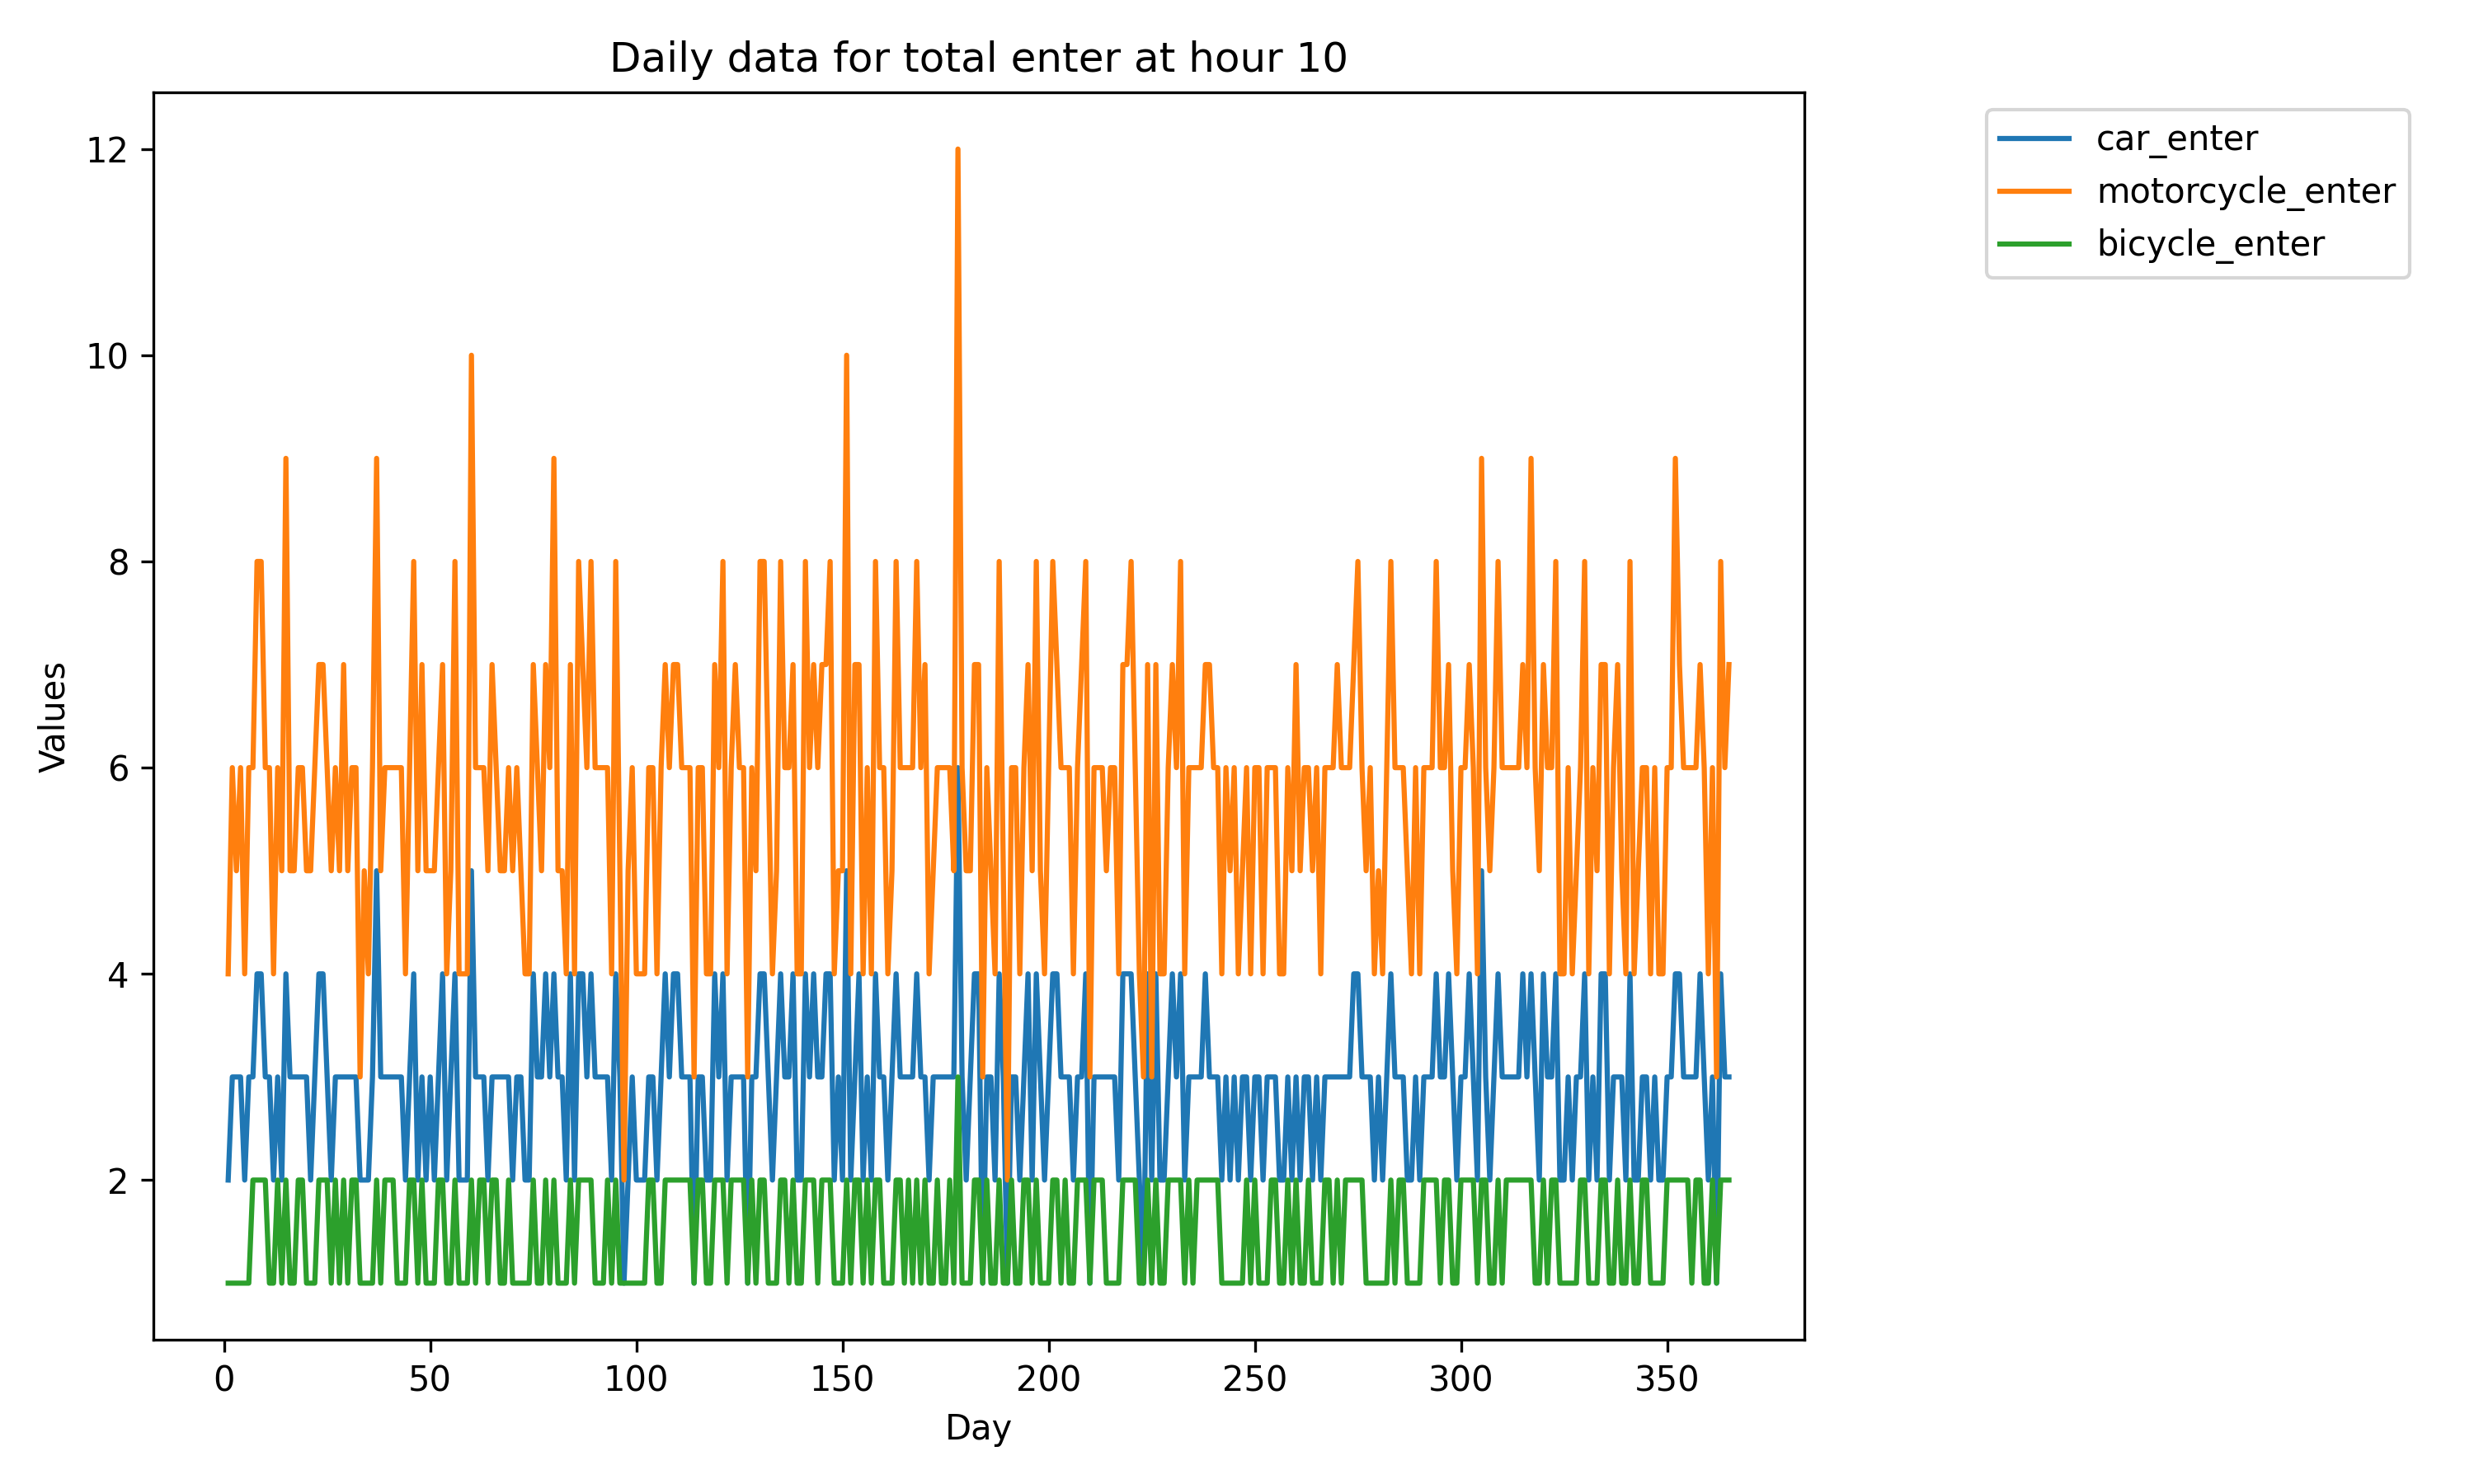 Daily data for total enter at hour 10
car_enter
motorcycle_enter
bicycle_enter
12
10
8
6
4
2
Values
0 50 100 150 200 250 300 350
Day